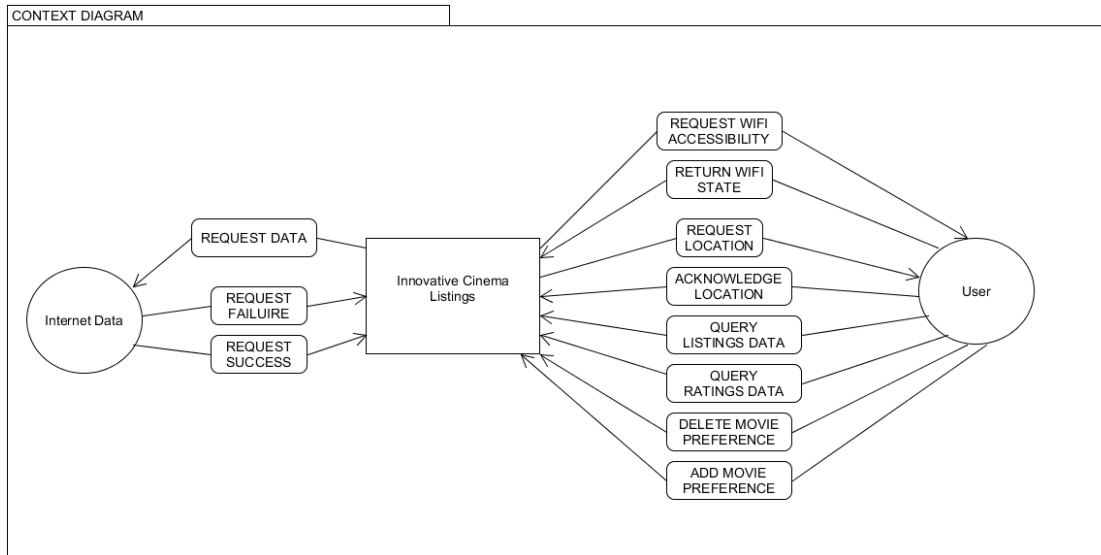 CONTEXT DIAGRAM
REQUEST WIFI
ACCESSIBILITY
RETURN WIFI
STATE
REQUEST DATA
REQUEST
LOCATION
Innovative Cinema
Listings
ACKNOWLEDGE
LOCATION
User
REQUEST
FAILUIRE
Internet Data
QUERY
LISTINGS DATA
REQUEST
SUCCESS
QUERY
RATINGS DATA
DELETE MOVIE
PREFERENCE
ADD MOVIE
PREFERENCE